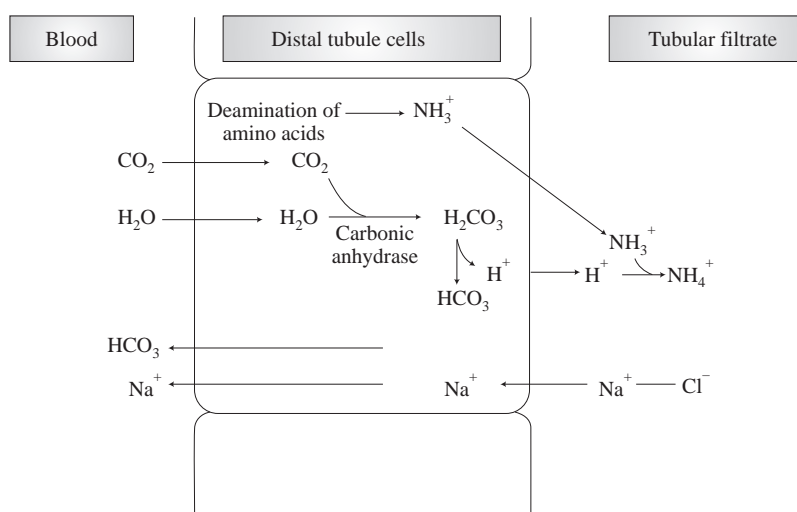 Blood Distal tubule cells Tubular filtrate
Deamination of
amino acids NH₃⁺
CO₂ CO₂
H₂O H₂O H₂CO₃
Carbonic
anhydrase
NH₃⁺
H⁺ H⁺ NH₄⁺
HCO₃
HCO₃
Na⁺ Na⁺ Na⁺ Cl⁻